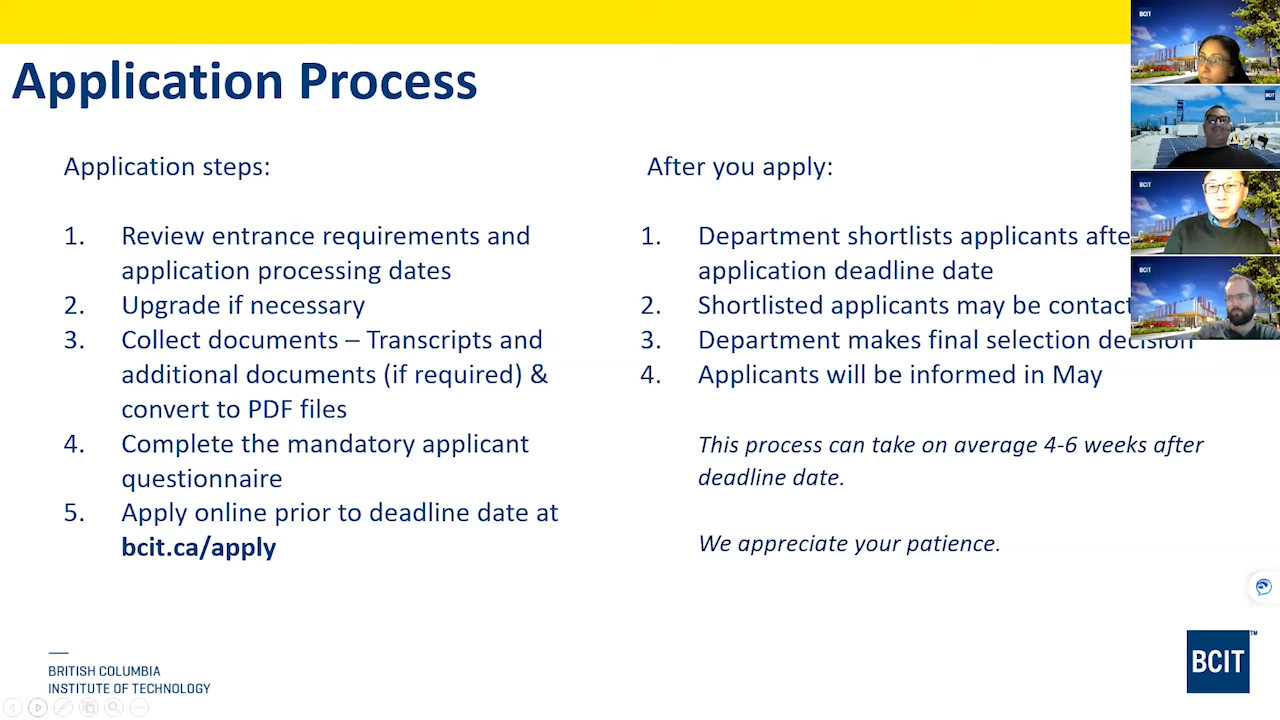 Application Process
Application steps:
1. Review entrance requirements and
application processing dates
2. Upgrade if necessary
3. Collect documents – Transcripts and
additional documents (if required) &
convert to PDF files
4. Complete the mandatory applicant
questionnaire
5. Apply online prior to deadline date at
bcit.ca/apply
After you apply:
1. Department shortlists applicants
application deadline date
2. Shortlisted applicants may be
3. Department makes final selection decision
4. Applicants will be informed in May
This process can take on average 4-6 weeks after
deadline date.
We appreciate your patience.
BRITISH COLUMBIA
INSTITUTE OF TECHNOLOGY
BCIT™
BCIT
BCIT
BCIT
BCIT